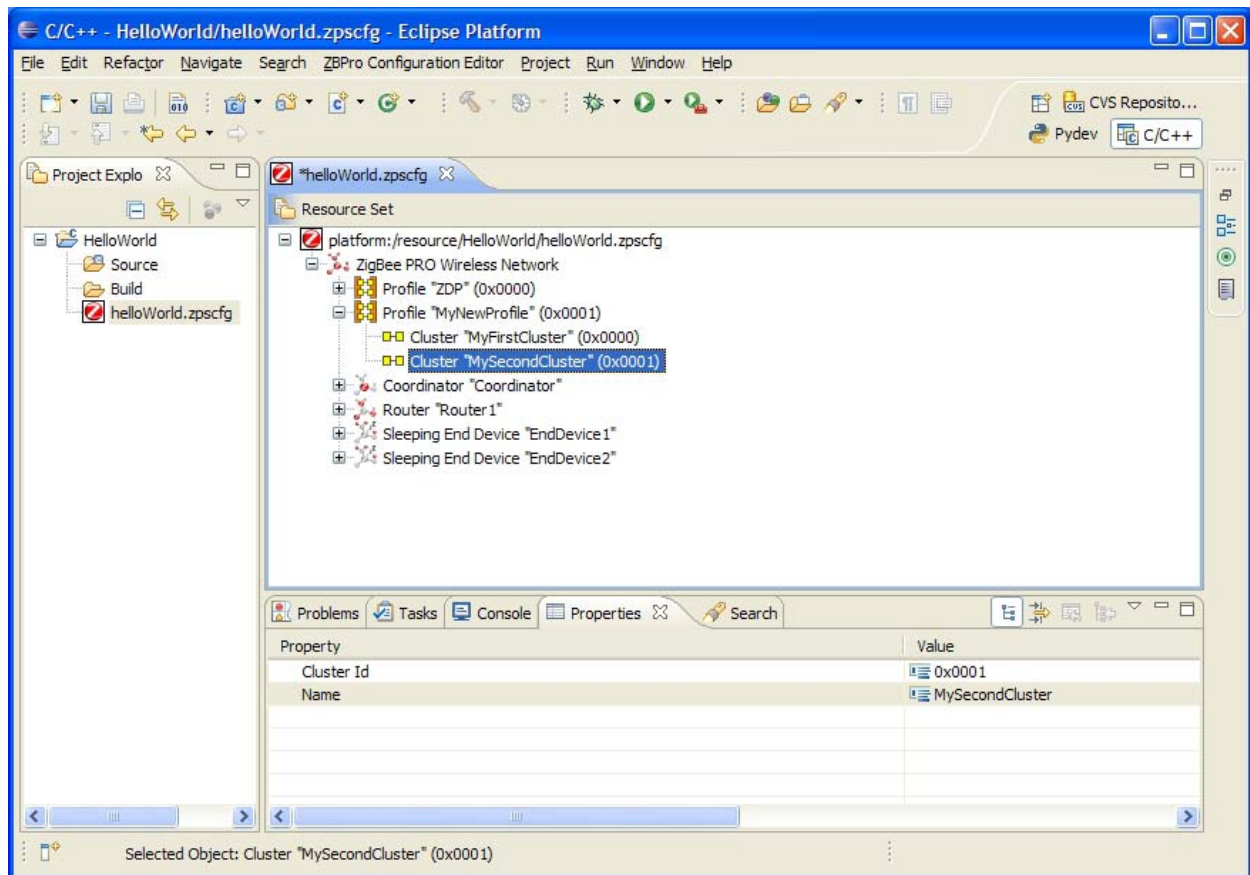 C/C++ - HelloWorld/helloWorld.zpscfg - Eclipse Platform
File Edit Refactor Navigate Search ZBPro Configuration Editor Project Run Window Help
CVS Reposito...
Pydev C/C++
Project Explo
*helloWorld.zpscfg
Resource Set
HelloWorld
Source
Build
helloWorld.zpscfg
platform:/resource/HelloWorld/helloWorld.zpscfg
ZigBee PRO Wireless Network
Profile "ZDP" (0x0000)
Profile "MyNewProfile" (0x0001)
Cluster "MyFirstCluster" (0x0000)
Cluster "MySecondCluster" (0x0001)
Coordinator "Coordinator"
Router "Router1"
Sleeping End Device "EndDevice1"
Sleeping End Device "EndDevice2"
Problems Tasks Console Properties Search
Property Value
Cluster Id 0x0001
Name MySecondCluster
Selected Object: Cluster "MySecondCluster" (0x0001)